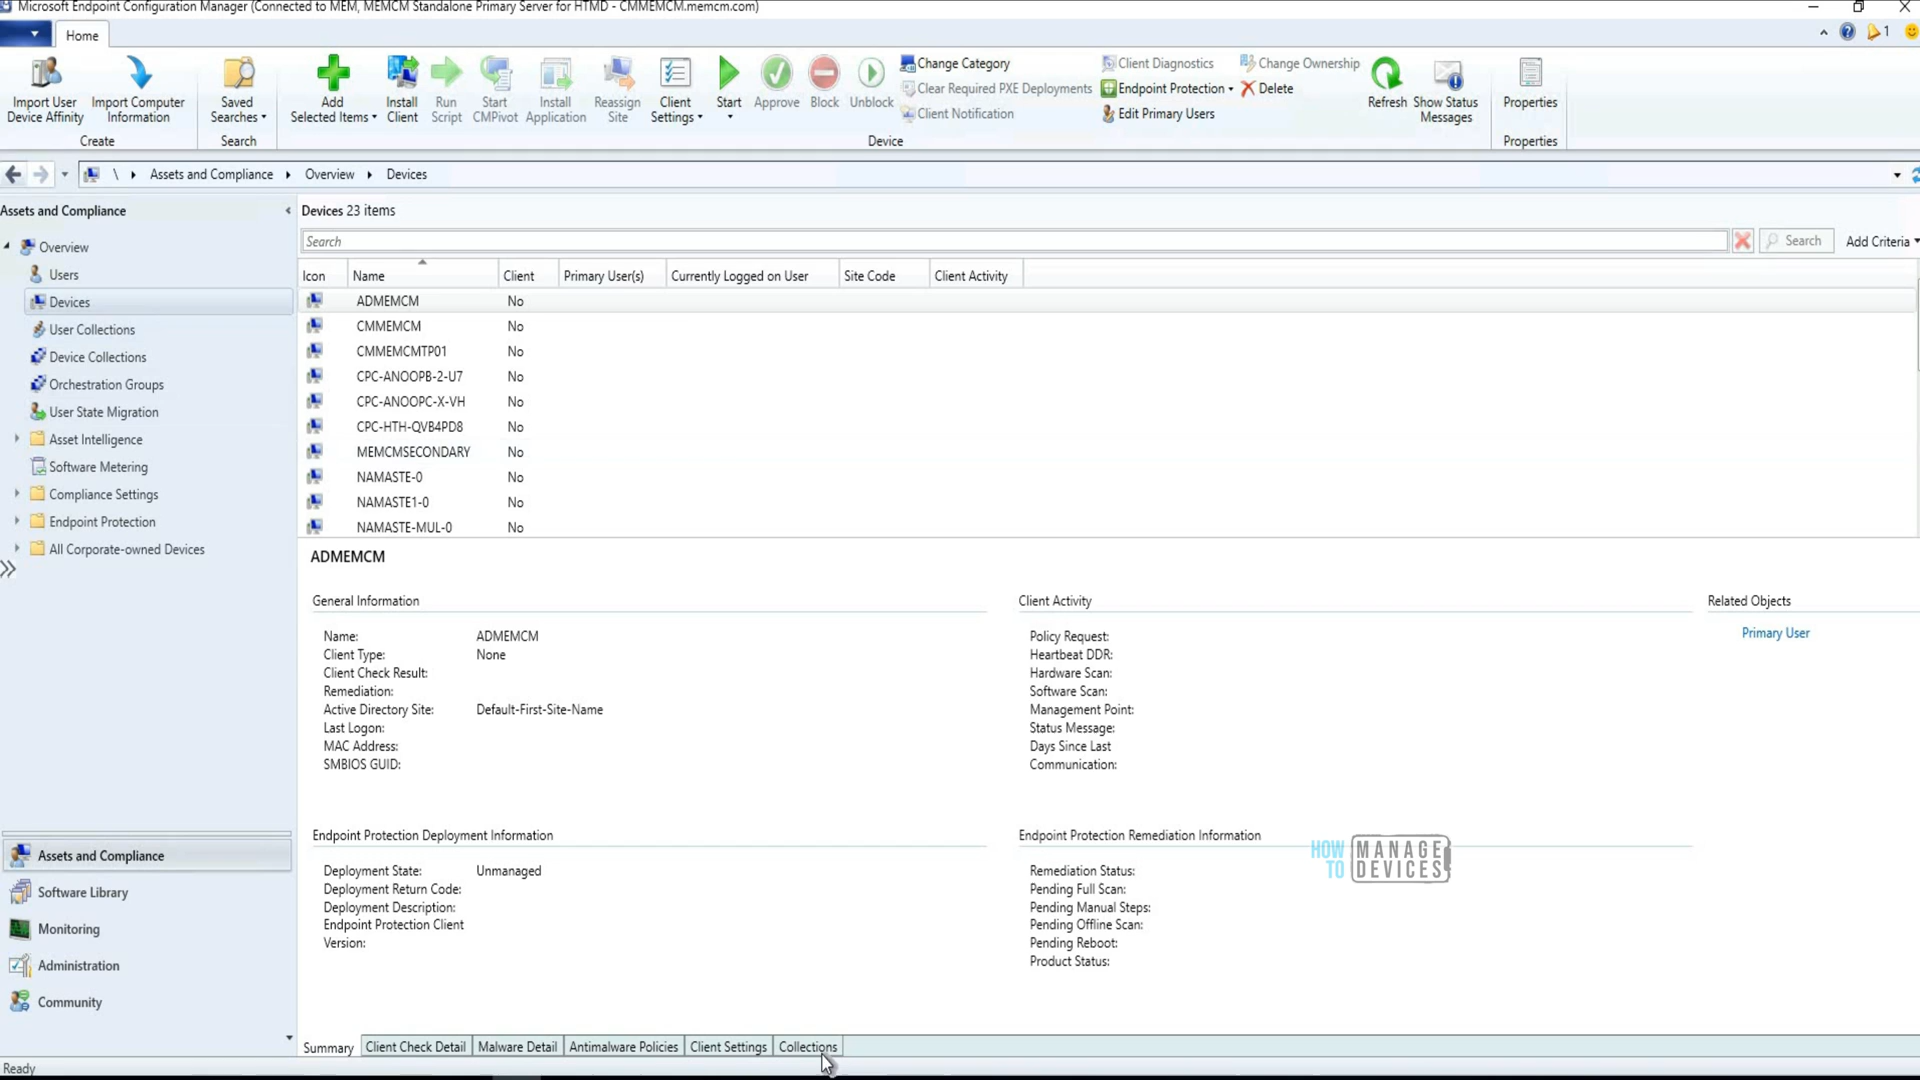 Microsoft Endpoint Configuration Manager (Connected to MEM, MEMCM Standalone Primary Server for HTMD - CMMEMCM.memcm.com)
Home
1
Import User Device Affinity
Import Computer Information
Create
Saved Searches
Search
Add Selected Items
Install Client
Run Script
Start CMPivot
Install Application
Reassign Site
Client Settings
Start
Approve
Block
Unblock
Change Category
Clear Required PXE Deployments
Client Notification
Client Diagnostics
Endpoint Protection
Edit Primary Users
Change Ownership
Delete
Device
Refresh
Show Status Messages
Properties
Properties
\ Assets and Compliance Overview Devices
Assets and Compliance
Overview
Users
Devices
User Collections
Device Collections
Orchestration Groups
User State Migration
Asset Intelligence
Software Metering
Compliance Settings
Endpoint Protection
All Corporate-owned Devices
Assets and Compliance
Software Library
Monitoring
Administration
Community
Devices 23 items
Search
Search
Add Criteria
Icon Name Client Primary User(s) Currently Logged on User Site Code Client Activity
ADMEMCM No
CMMEMCM No
CMMEMCMTP01 No
CPC-ANOOPB-2-U7 No
CPC-ANOOPC-X-VH No
CPC-HTH-QVB4PD8 No
MEMCMSECONDARY No
NAMASTE-0 No
NAMASTE1-0 No
NAMASTE-MUL-0 No
ADMEMCM
General Information
Name: ADMEMCM
Client Type: None
Client Check Result:
Remediation:
Active Directory Site: Default-First-Site-Name
Last Logon:
MAC Address:
SMBIOS GUID:
Client Activity
Policy Request:
Heartbeat DDR:
Hardware Scan:
Software Scan:
Management Point:
Status Message:
Days Since Last
Communication:
Related Objects
Primary User
Endpoint Protection Deployment Information
Deployment State: Unmanaged
Deployment Return Code:
Deployment Description:
Endpoint Protection Client
Version:
Endpoint Protection Remediation Information
Remediation Status:
Pending Full Scan:
Pending Manual Steps:
Pending Offline Scan:
Pending Reboot:
Product Status:
HOW TO MANAGE DEVICES
Summary Client Check Detail Malware Detail Antimalware Policies Client Settings Collections
Ready